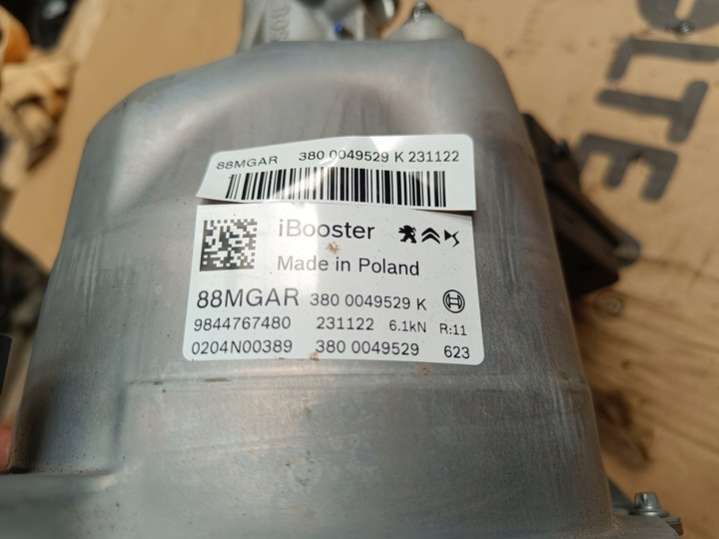 88MGAR 380 0049529 K 231122
iBooster
Made in Poland
88MGAR 380 0049529 K
9844767480 231122 6.1kN R:11
0204N00389 380 0049529 623
OLTE